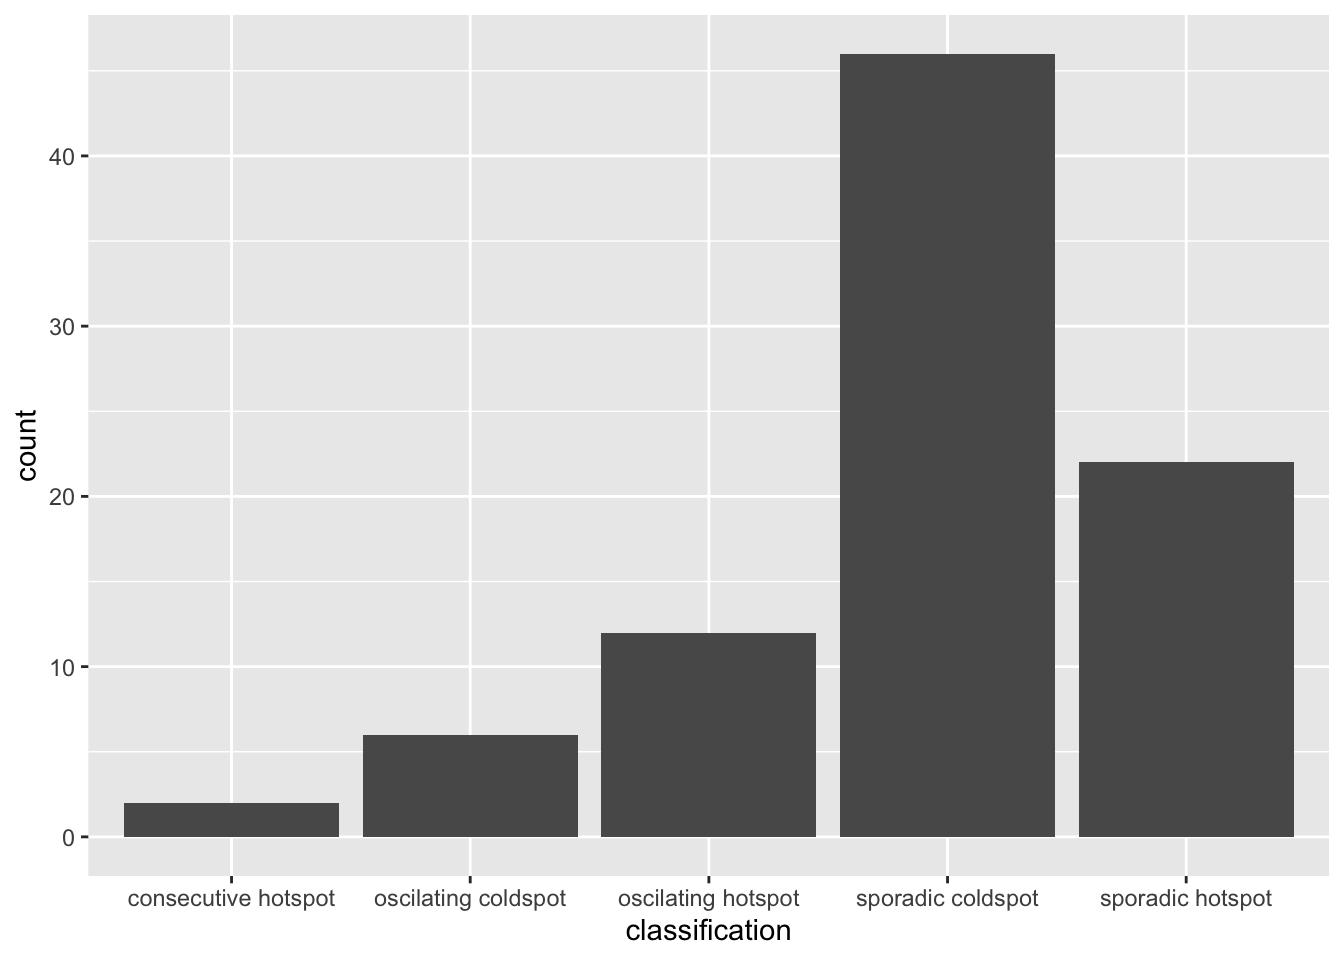 count
40
30
20
10
0
consecutive hotspot
oscilating coldspot
oscilating hotspot
sporadic coldspot
sporadic hotspot
classification